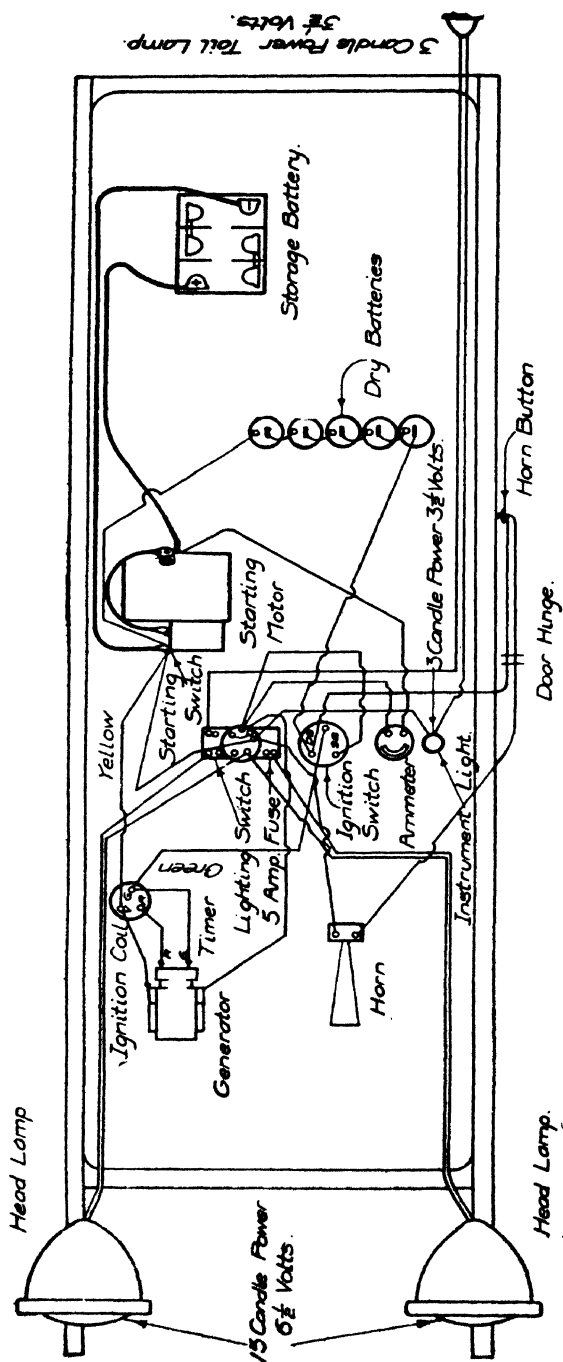 3 Candle Power Tail Lamp.
3½ Volts.
Storage Battery.
Dry Batteries
3 Candle Power 3½ Volts.
Horn Button
Door Hinge.
Starting
Motor
Starting
Switch
Yellow
Lighting Switch
5 Amp. Fuse
Ignition
Switch
Ammeter
Instrument Light.
Green
Ignition Coil
Timer
Generator
Horn
Head Lamp
15 Candle Power
6½ Volts.
Head Lamp.